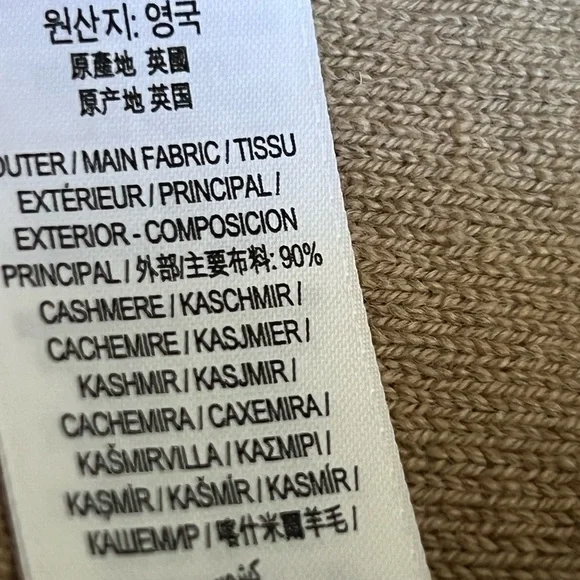 원산지: 영국
原產地 英國
原产地 英国
OUTER / MAIN FABRIC / TISSU
EXTÉRIEUR / PRINCIPAL /
EXTERIOR - COMPOSICION
PRINCIPAL / 外部/主要布料: 90%
CASHMERE / KASCHMIR /
CACHEMIRE / KASJMIER /
KASHMIR / KASJMIR /
CACHEMIRA / CAXEMIRA /
KAŠMIRVILLA / ΚΑΣΜΙΡΙ /
KAŞMİR / KAŠMÍR / KASMÍR /
КАШЕМИР / 喀什米爾羊毛 /